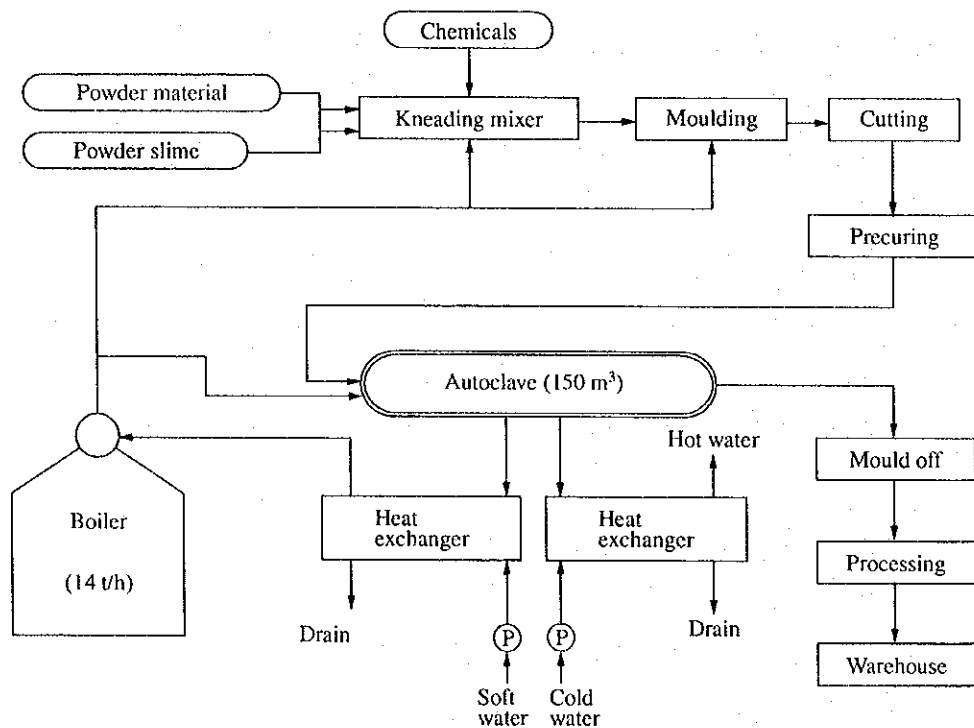 Chemicals
Powder material
Kneading mixer
Moulding
Cutting
Powder slime
Precuring
Autoclave (150 m³)
Hot water
Mould off
Boiler
(14 t/h)
Heat
exchanger
Heat
exchanger
Processing
Drain
P
P
Drain
Soft
water
Cold
water
Warehouse